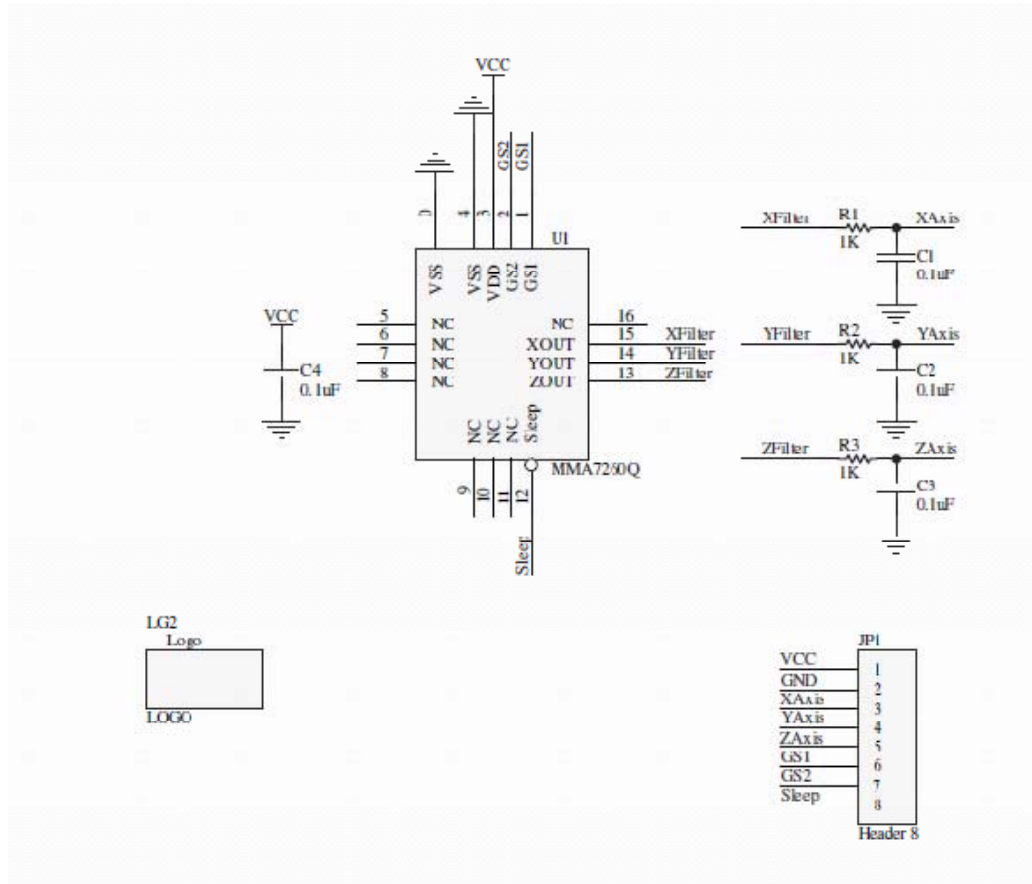 VCC
GS2
GS1
0
4
3
2
1
U1
VSS
VSS
VDD
GS2
GS1
5 NC
6 NC
7 NC
8 NC
NC 16
XOUT 15 XFilter
YOUT 14 YFilter
ZOUT 13 ZFilter
NC
NC
NC
Sleep
MMA7260Q
9
10
11
12
Sleep
VCC
C4
0.1uF
XFilter R1 XAxis
1K
C1
0.1uF
YFilter R2 YAxis
1K
C2
0.1uF
ZFilter R3 ZAxis
1K
C3
0.1uF
LG2
Logo
LOGO
JP1
VCC 1
GND 2
XAxis 3
YAxis 4
ZAxis 5
GS1 6
GS2 7
Sleep 8
Header 8